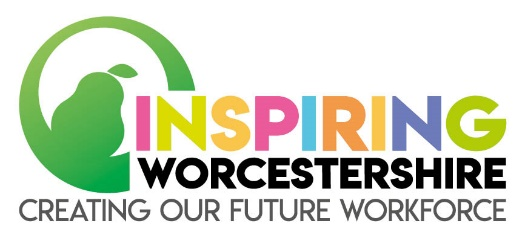 INSPIRING
WORCESTERSHIRE
CREATING OUR FUTURE WORKFORCE